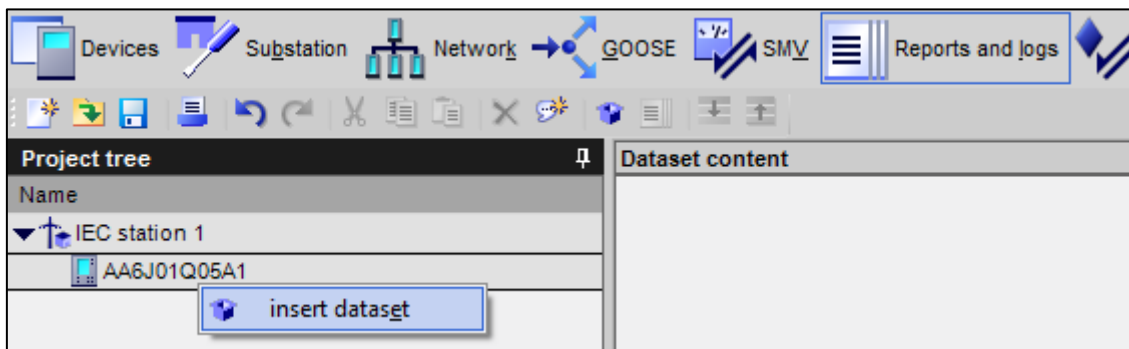 Devices Substation Network GOOSE SMV Reports and logs
Project tree Dataset content
Name
IEC station 1
AA6J01Q05A1
insert dataset